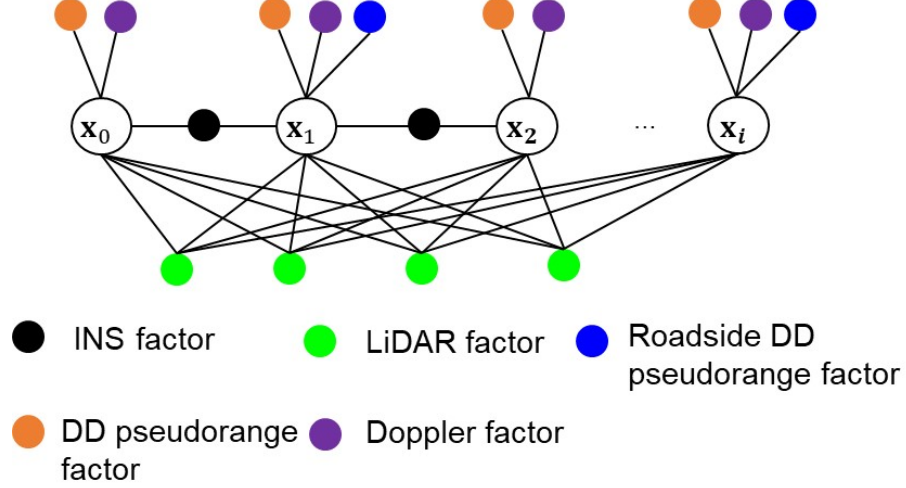 x₀ x₁ x₂ ... xᵢ
INS factor LiDAR factor Roadside DD
pseudorange factor
DD pseudorange Doppler factor
factor